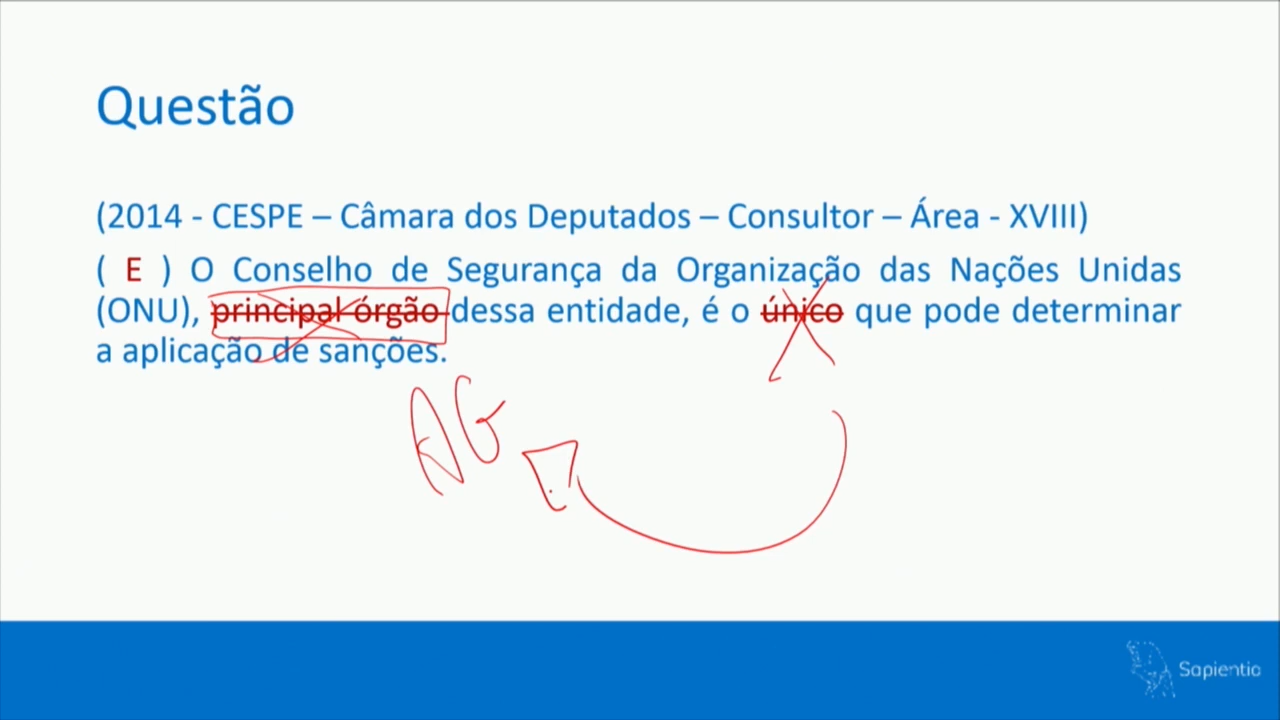 Questão
(2014 - CESPE – Câmara dos Deputados – Consultor – Área - XVIII)
( E ) O Conselho de Segurança da Organização das Nações Unidas
(ONU), principal órgão dessa entidade, é o único que pode determinar
a aplicação de sanções.
AG
Sapientia